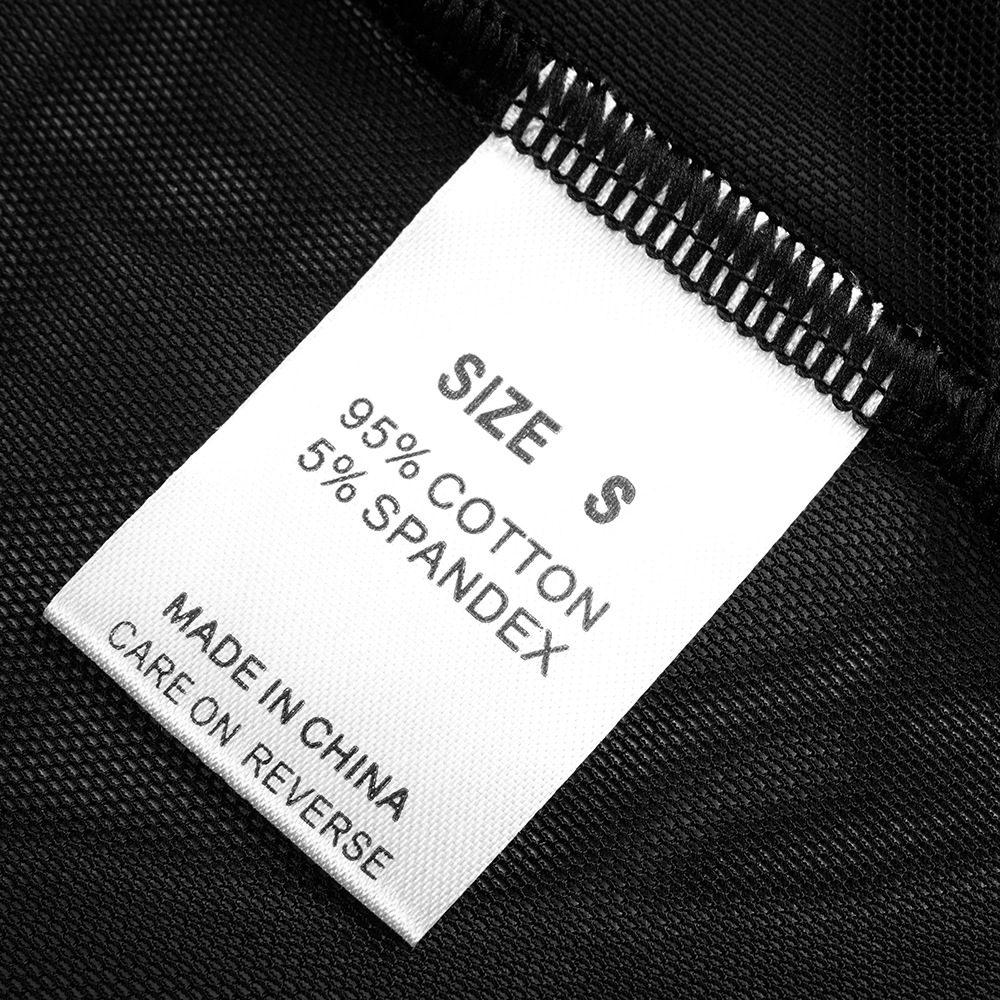 SIZE S
95% COTTON
5% SPANDEX
MADE IN CHINA
CARE ON REVERSE